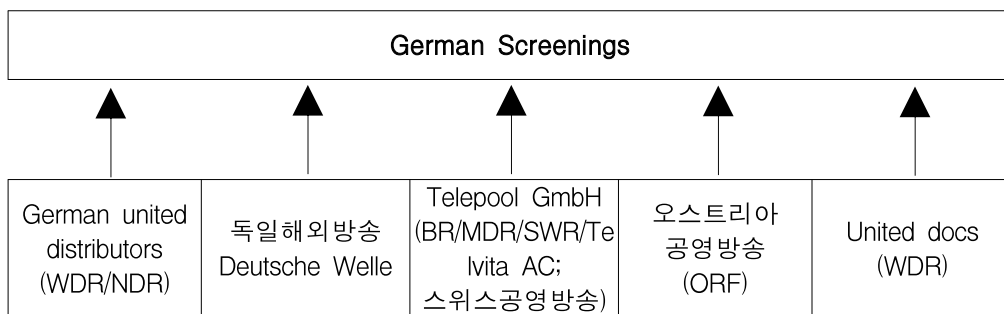 German Screenings
German united
distributors
(WDR/NDR)
독일해외방송
Deutsche Welle
Telepool GmbH
(BR/MDR/SWR/Te
lvita AC;
스위스공영방송)
오스트리아
공영방송
(ORF)
United docs
(WDR)